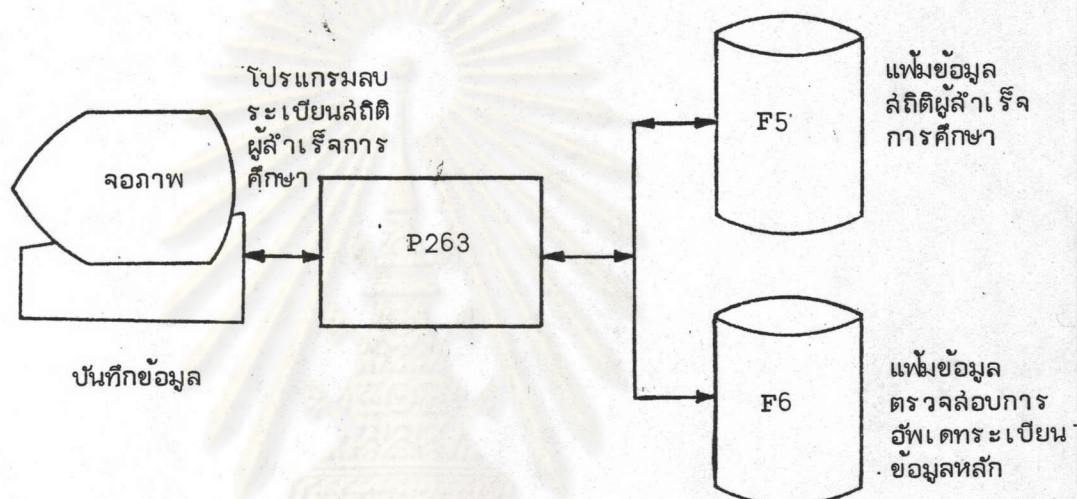 โปรแกรมลบ
ระเบียนสถิติ
ผู้สำเร็จการ
ศึกษา
จอภาพ
P263
บันทึกข้อมูล
F5
แฟ้มข้อมูล
สถิติผู้สำเร็จ
การศึกษา
F6
แฟ้มข้อมูล
ตรวจสอบการ
อัพเดทระเบียน
ข้อมูลหลัก